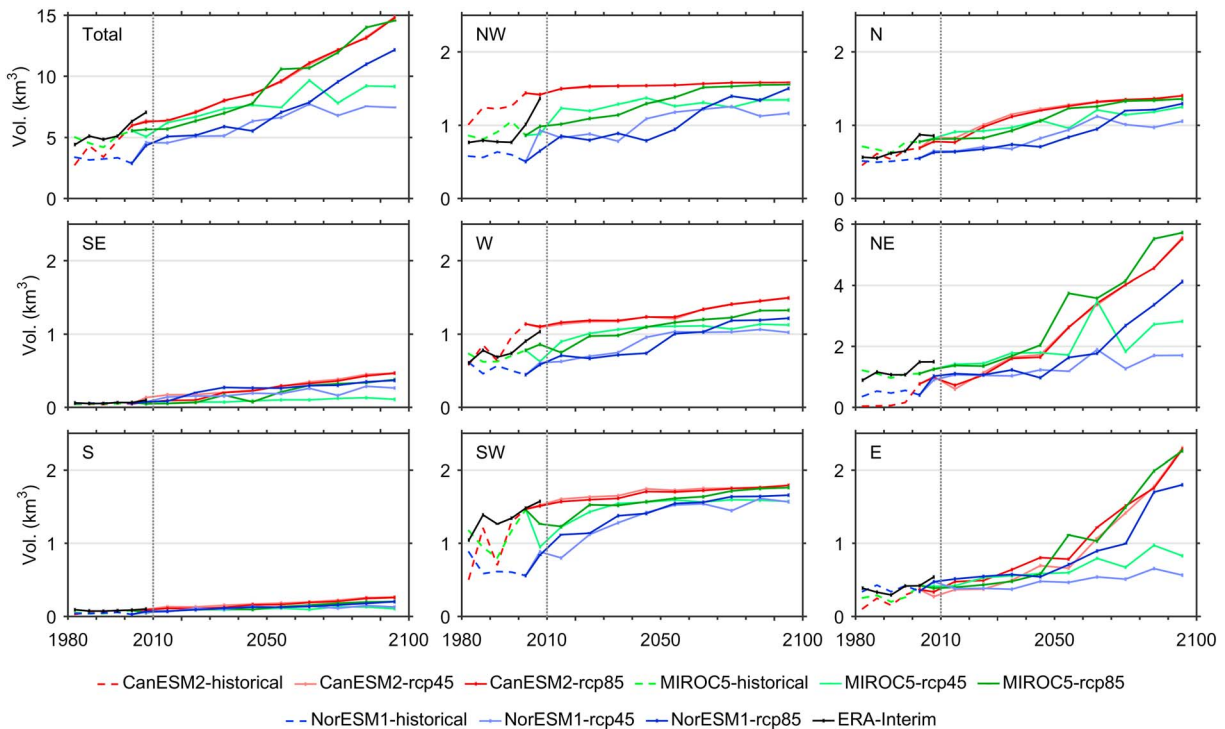 15
10
5
0
Vol. (km³)
Total
2
1
0
NW
2
1
0
N
2
1
0
Vol. (km³)
SE
2
1
0
W
6
4
2
0
NE
2
1
0
Vol. (km³)
S
2
1
0
SW
2
1
0
E
1980 2010 2050 2100
1980 2010 2050 2100
1980 2010 2050 2100
CanESM2-historical CanESM2-rcp45 CanESM2-rcp85 MIROC5-historical MIROC5-rcp45 MIROC5-rcp85
NorESM1-historical NorESM1-rcp45 NorESM1-rcp85 ERA-Interim